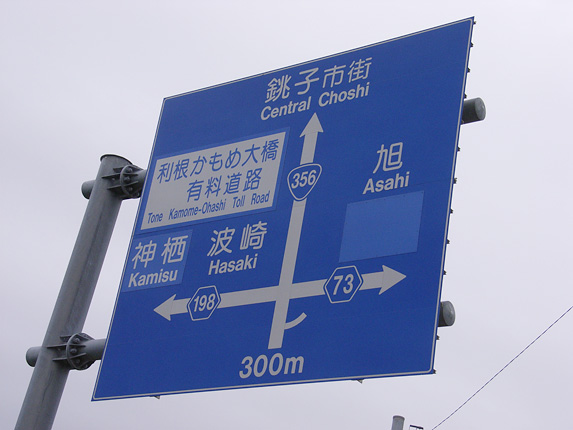 銚子市街
Central Choshi
利根かもめ大橋
有料道路
Tone Kamome-Ohashi Toll Road
356
旭
Asahi
神栖
Kamisu
波崎
Hasaki
198
73
300m